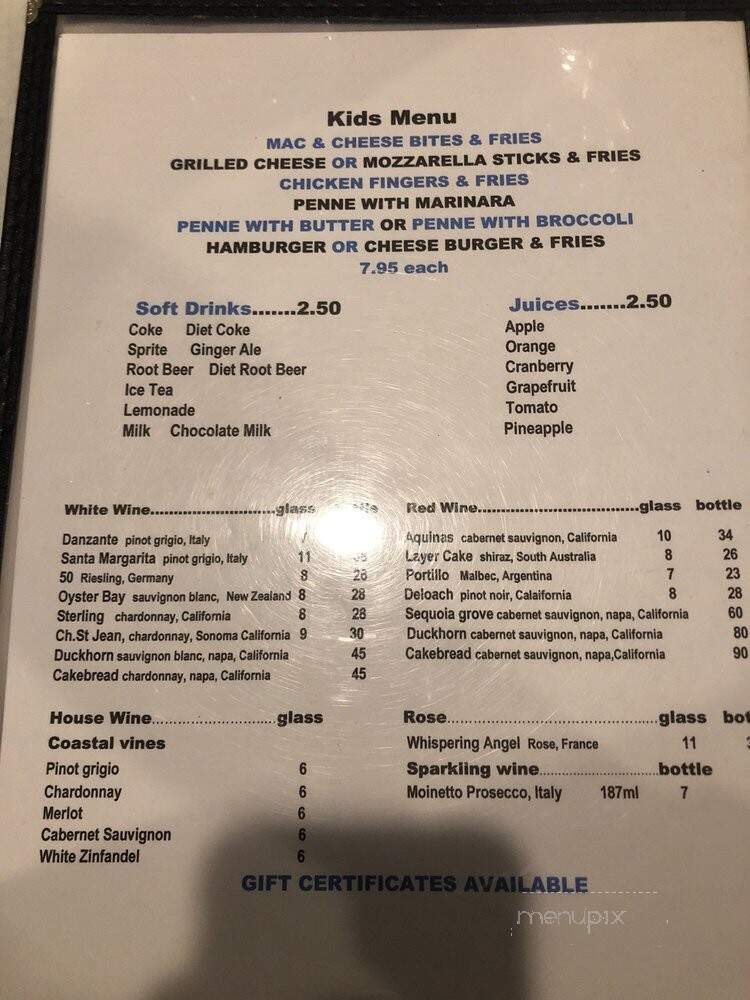 Kids Menu
MAC & CHEESE BITES & FRIES
GRILLED CHEESE OR MOZZARELLA STICKS & FRIES
CHICKEN FINGERS & FRIES
PENNE WITH MARINARA
PENNE WITH BUTTER OR PENNE WITH BROCCOLI
HAMBURGER OR CHEESE BURGER & FRIES
7.95 each
Soft Drinks.......2.50
Coke Diet Coke
Sprite Ginger Ale
Root Beer Diet Root Beer
Ice Tea
Lemonade
Milk Chocolate Milk
Juices.......2.50
Apple
Orange
Cranberry
Grapefruit
Tomato
Pineapple
White Wine............................glass
Danzante pinot grigio, Italy
Santa Margarita pinot grigio, Italy 11
50 Riesling, Germany 8 26
Oyster Bay sauvignon blanc, New Zealand 8 28
Sterling chardonnay, California 8 28
Ch.St Jean, chardonnay, Sonoma California 9 30
Duckhorn sauvignon blanc, napa, California 45
Cakebread chardonnay, napa, California 45
Red Wine....................................glass bottle
Aquinas cabernet sauvignon, California 10 34
Layer Cake shiraz, South Australia 8 26
Portillo Malbec, Argentina 7 23
Deloach pinot noir, Calaifornia 8 28
Sequoia grove cabernet sauvignon, napa, California 60
Duckhorn cabernet sauvignon, napa, California 80
Cakebread cabernet sauvignon, napa,California 90
House Wine............................glass
Coastal vines
Pinot grigio 6
Chardonnay 6
Merlot 6
Cabernet Sauvignon 6
White Zinfandel 6
Rose................................................glass
Whispering Angel Rose, France 11
Sparkling wine...........................bottle
Moinetto Prosecco, Italy 187ml 7
GIFT CERTIFICATES AVAILABLE
menupix